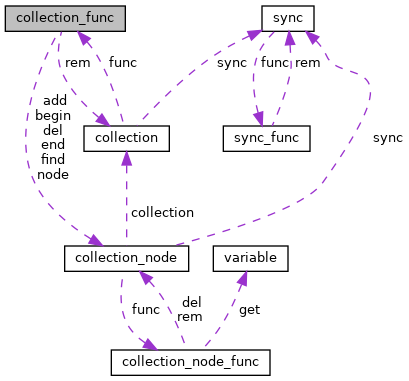 collection_func
sync
rem
func
sync
func
rem
add
begin
del
end
find
node
collection
sync_func
sync
collection
collection_node
variable
func
del
rem
get
collection_node_func